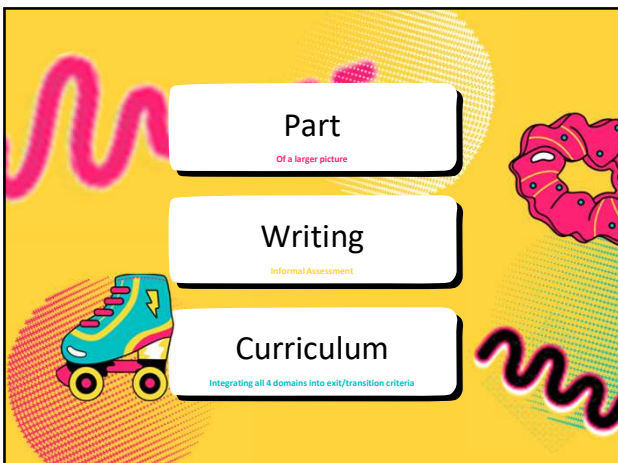 Part
Of a larger picture
Writing
Informal Assessment
Curriculum
Integrating all 4 domains into exit/transition criteria